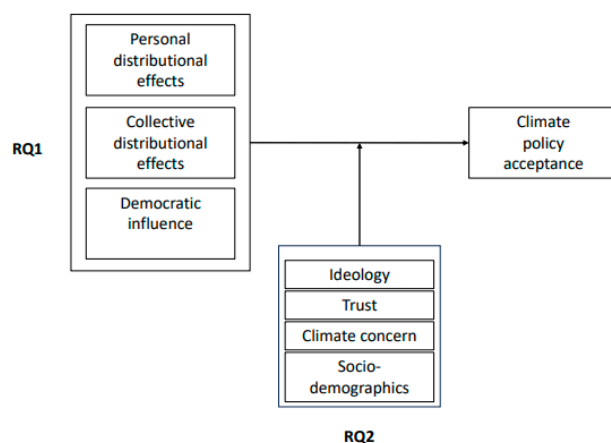 Personal
distributional
effects
RQ1
Collective
distributional
effects
Democratic
influence
Climate
policy
acceptance
Ideology
Trust
Climate concern
Socio-
demographics
RQ2